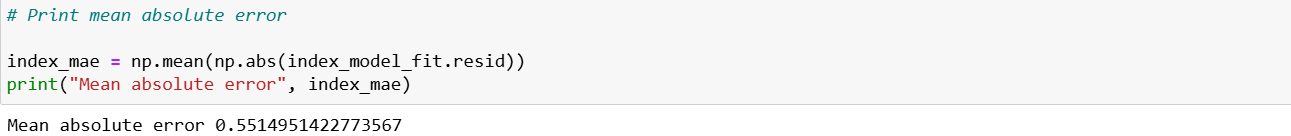 # Print mean absolute error
index_mae = np.mean(np.abs(index_model_fit.resid))
print("Mean absolute error", index_mae)
Mean absolute error 0.5514951422773567